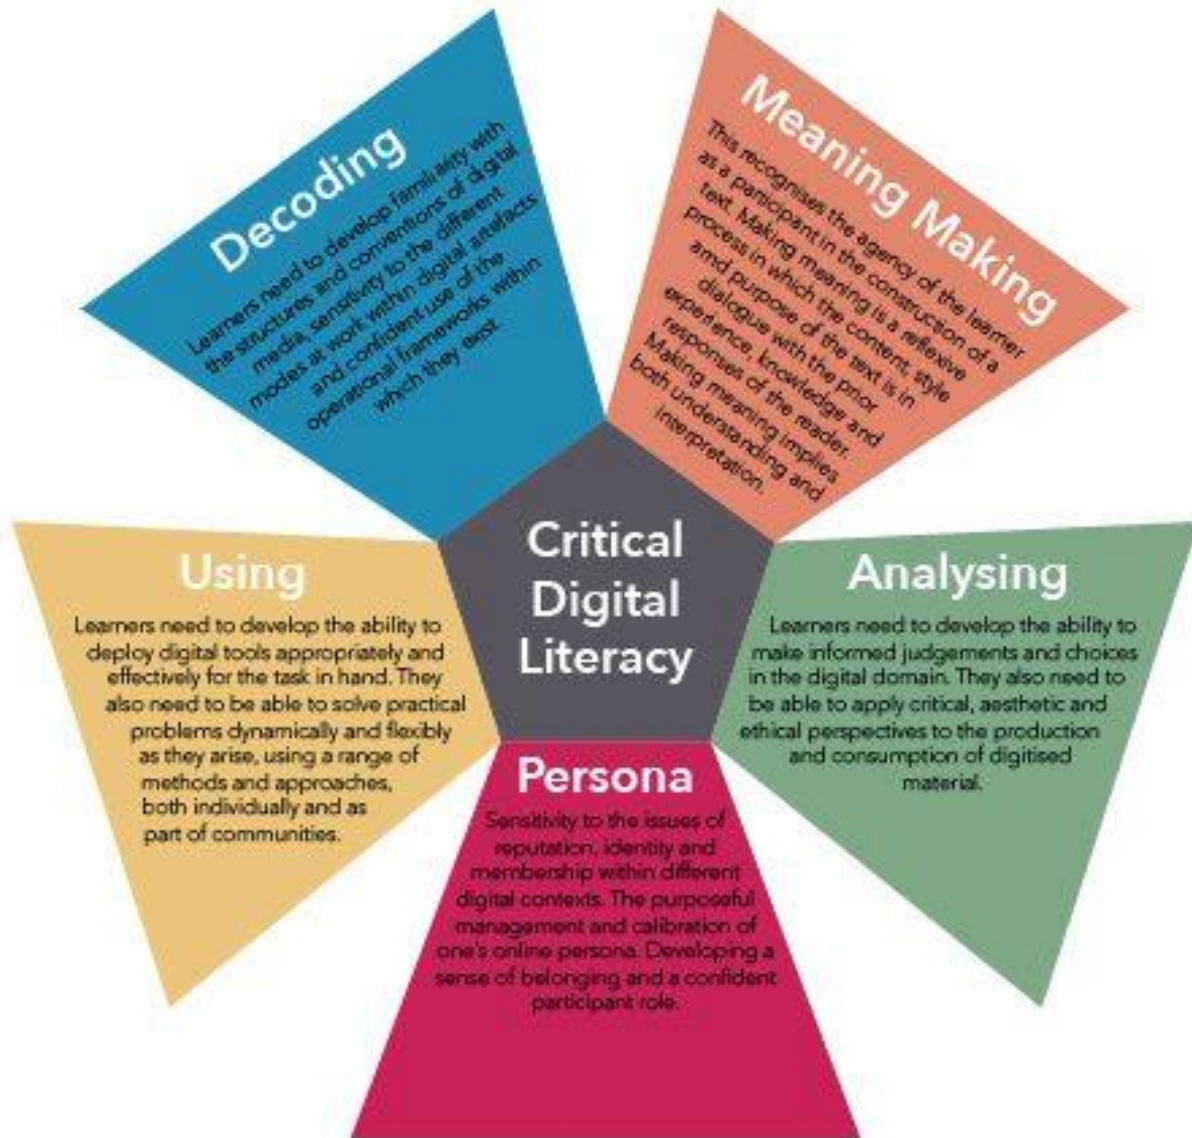 Decoding
Learners need to develop familiarity with
the structures and conventions of digital
media, sensitivity to the different
modes at work within digital artefacts
and confident use of the
operational frameworks within
which they exist
Meaning Making
This recognises the agency of the learner
as a participant in the construction of a
text. Making meaning is a reflexive
process in which the content, style
amd purpose of the text is in
dialogue with the prior
experience, knowledge and
responses of the reader.
Making meaning implies
both understanding and
interpretation.
Using
Learners need to develop the ability to
deploy digital tools appropriately and
effectively for the task in hand. They
also need to be able to solve practical
problems dynamically and flexibly
as they arise, using a range of
methods and approaches,
both individually and as
part of communities.
Critical
Digital
Literacy
Analysing
Learners need to develop the ability to
make informed judgements and choices
in the digital domain. They also need to
be able to apply critical, aesthetic and
ethical perspectives to the production
and consumption of digitised
material.
Persona
Sensitivity to the issues of
reputation, identity and
membership within different
digital contexts. The purposeful
management and calibration of
one's online persona. Developing a
sense of belonging and a confident
participant role.